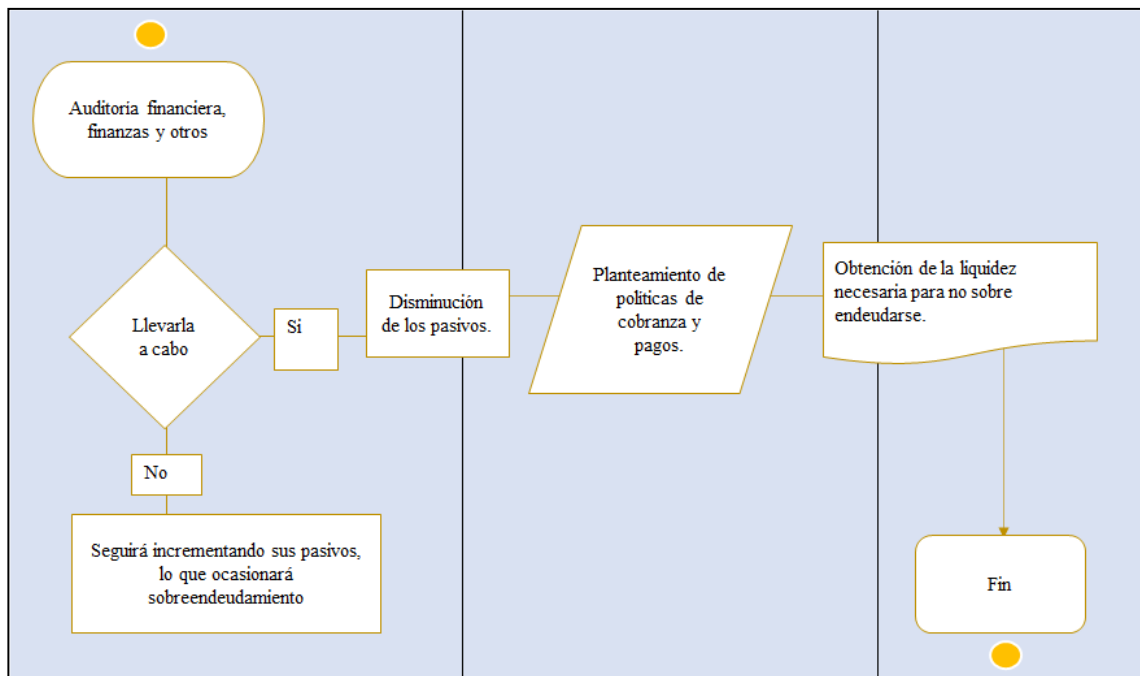 Auditoria financiera,
finanzas y otros
Llevarla
a cabo
Si
Disminución
de los pasivos.
Planteamiento de
políticas de
cobranza y
pagos.
Obtención de la liquidez
necesaria para no sobre
endeudarse.
No
Seguirá incrementando sus pasivos,
lo que ocasionará
sobreendeudamiento
Fin